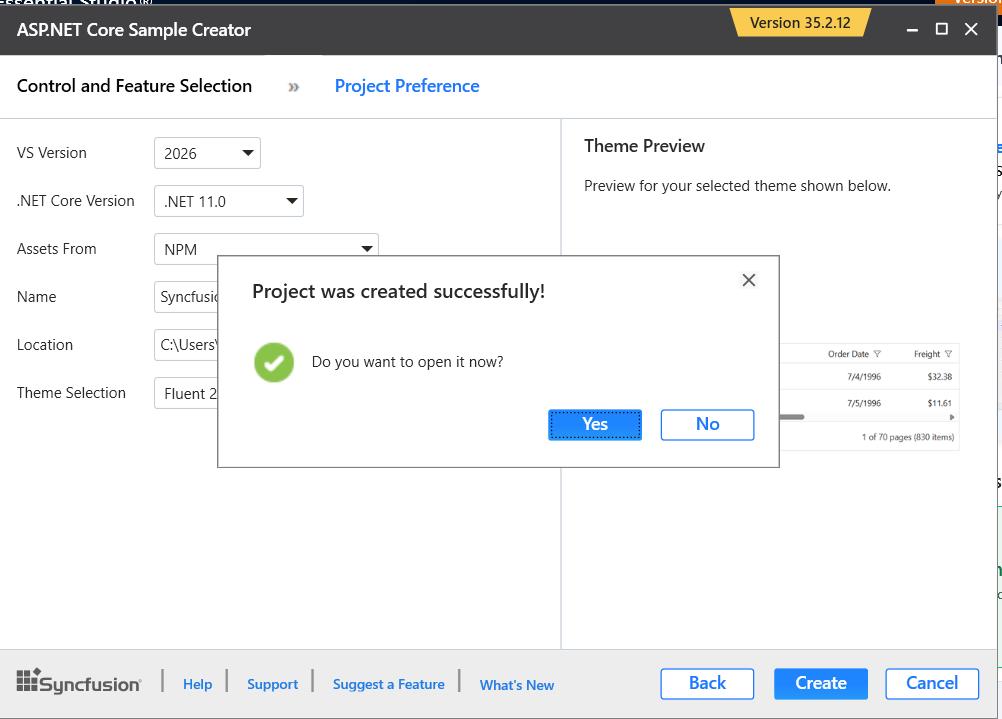 ASP.NET Core Sample Creator
Version 35.2.12
Control and Feature Selection » Project Preference
VS Version 2026
.NET Core Version .NET 11.0
Assets From NPM
Name
Location C:\Users\
Theme Selection Fluent 2
Theme Preview
Preview for your selected theme shown below.
Project was created successfully!
Do you want to open it now?
Yes No
Order Date Freight
7/4/1996 $32.38
7/5/1996 $11.61
1 of 70 pages (830 items)
Syncfusion | Help | Support | Suggest a Feature | What's New
Back Create Cancel